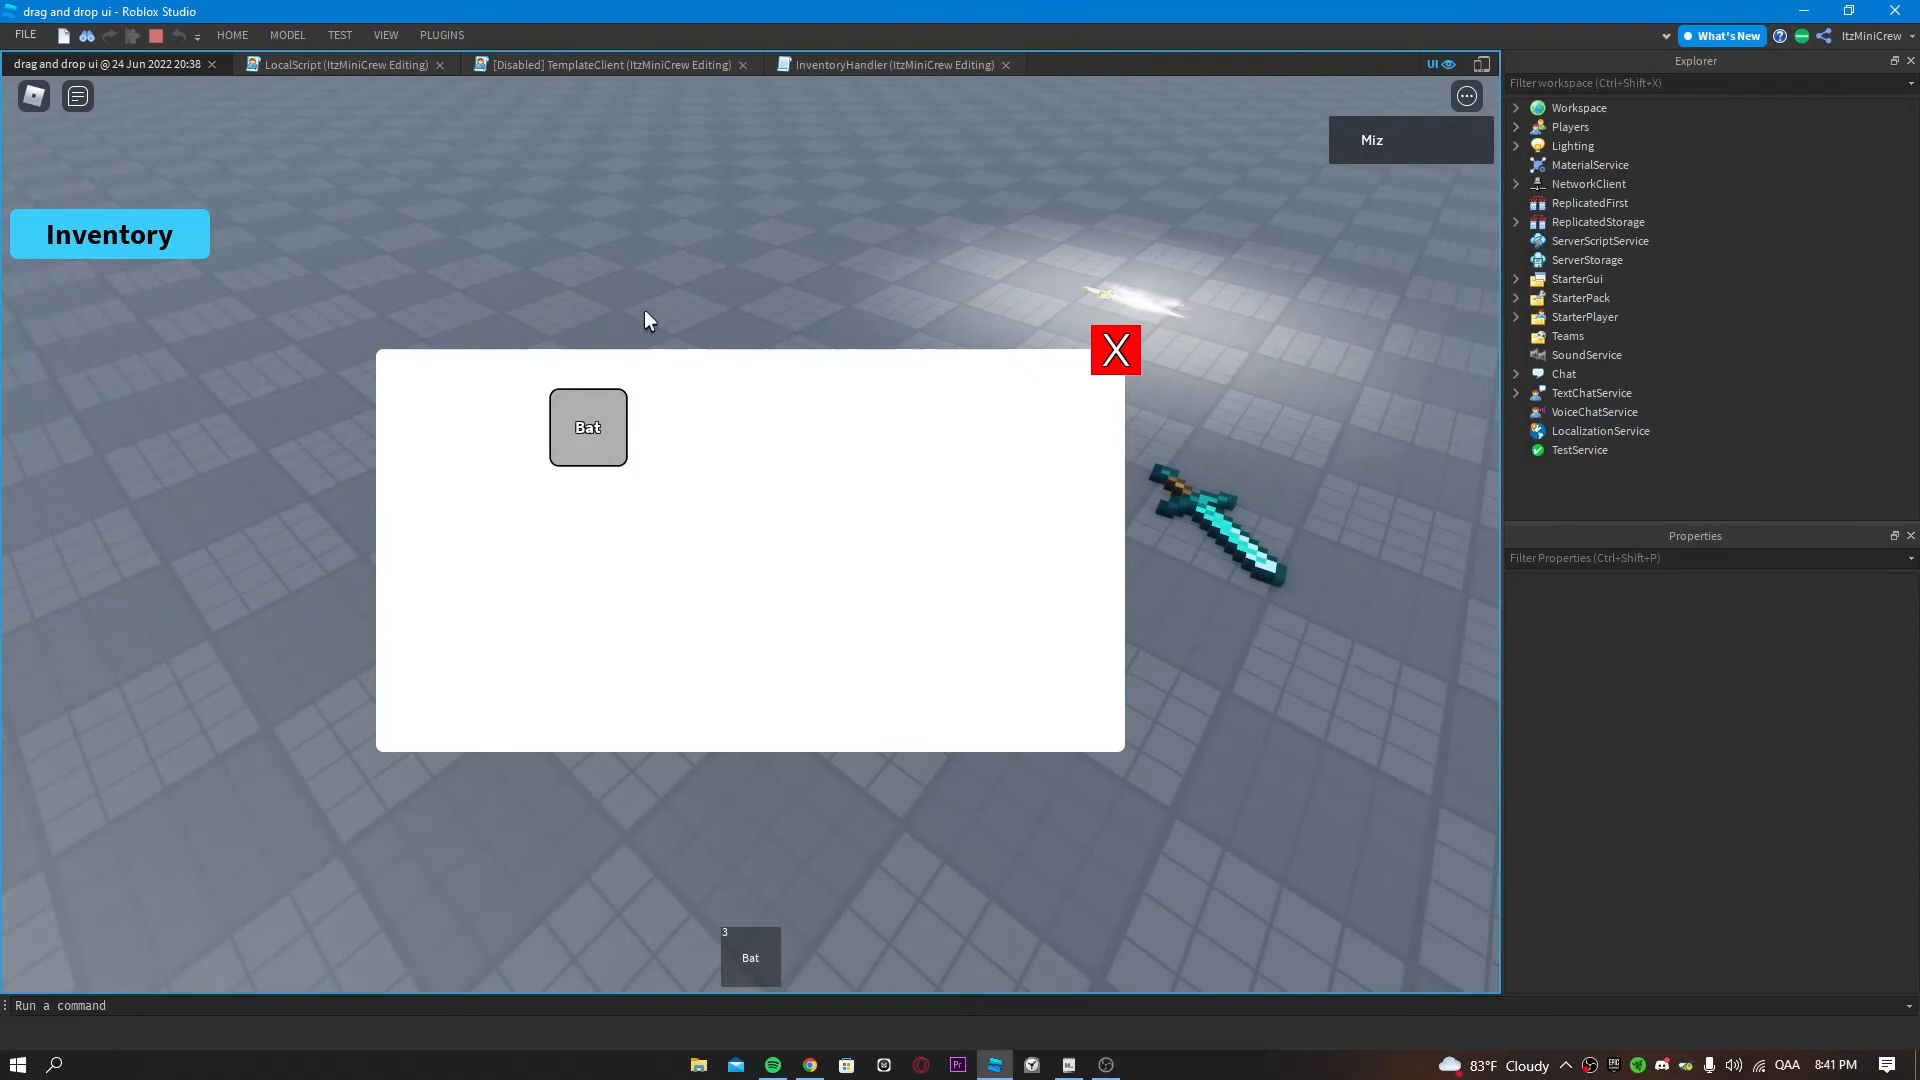 drag and drop ui - Roblox Studio
FILE
HOME
MODEL
TEST
VIEW
PLUGINS
What's New
ItzMiniCrew
drag and drop ui @ 24 Jun 2022 20:38
LocalScript (ItzMiniCrew Editing)
[Disabled] TemplateClient (ItzMiniCrew Editing)
InventoryHandler (ItzMiniCrew Editing)
UI
Explorer
Filter workspace (Ctrl+Shift+X)
Workspace
Players
Lighting
MaterialService
NetworkClient
ReplicatedFirst
ReplicatedStorage
ServerScriptService
ServerStorage
StarterGui
StarterPack
StarterPlayer
Teams
SoundService
Chat
TextChatService
VoiceChatService
LocalizationService
TestService
Properties
Filter Properties (Ctrl+Shift+P)
Miz
Inventory
X
Bat
3
Bat
Run a command
Pr
83°F Cloudy
QAA
8:41 PM